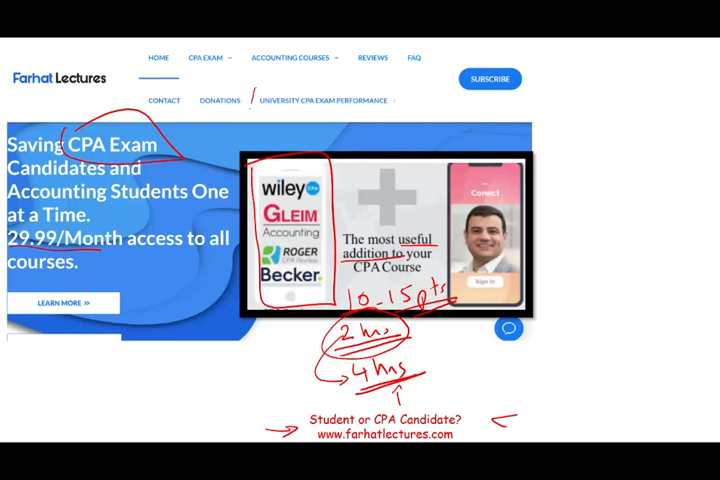 HOME CPA EXAM ACCOUNTING COURSES REVIEWS FAQ
Farhat Lectures
SUBSCRIBE
CONTACT DONATIONS UNIVERSITY CPA EXAM PERFORMANCE
Saving CPA Exam
Candidates and
Accounting Students One
at a Time.
29.99/Month access to all
courses.
LEARN MORE »
wiley CPA
GLEIM
Accounting
ROGER
CPA Review
Becker.
The most useful
addition to your
CPA Course
Conect
Sign in
10-15 pts
2 hrs
4 hrs
Student or CPA Candidate?
www.farhatlectures.com